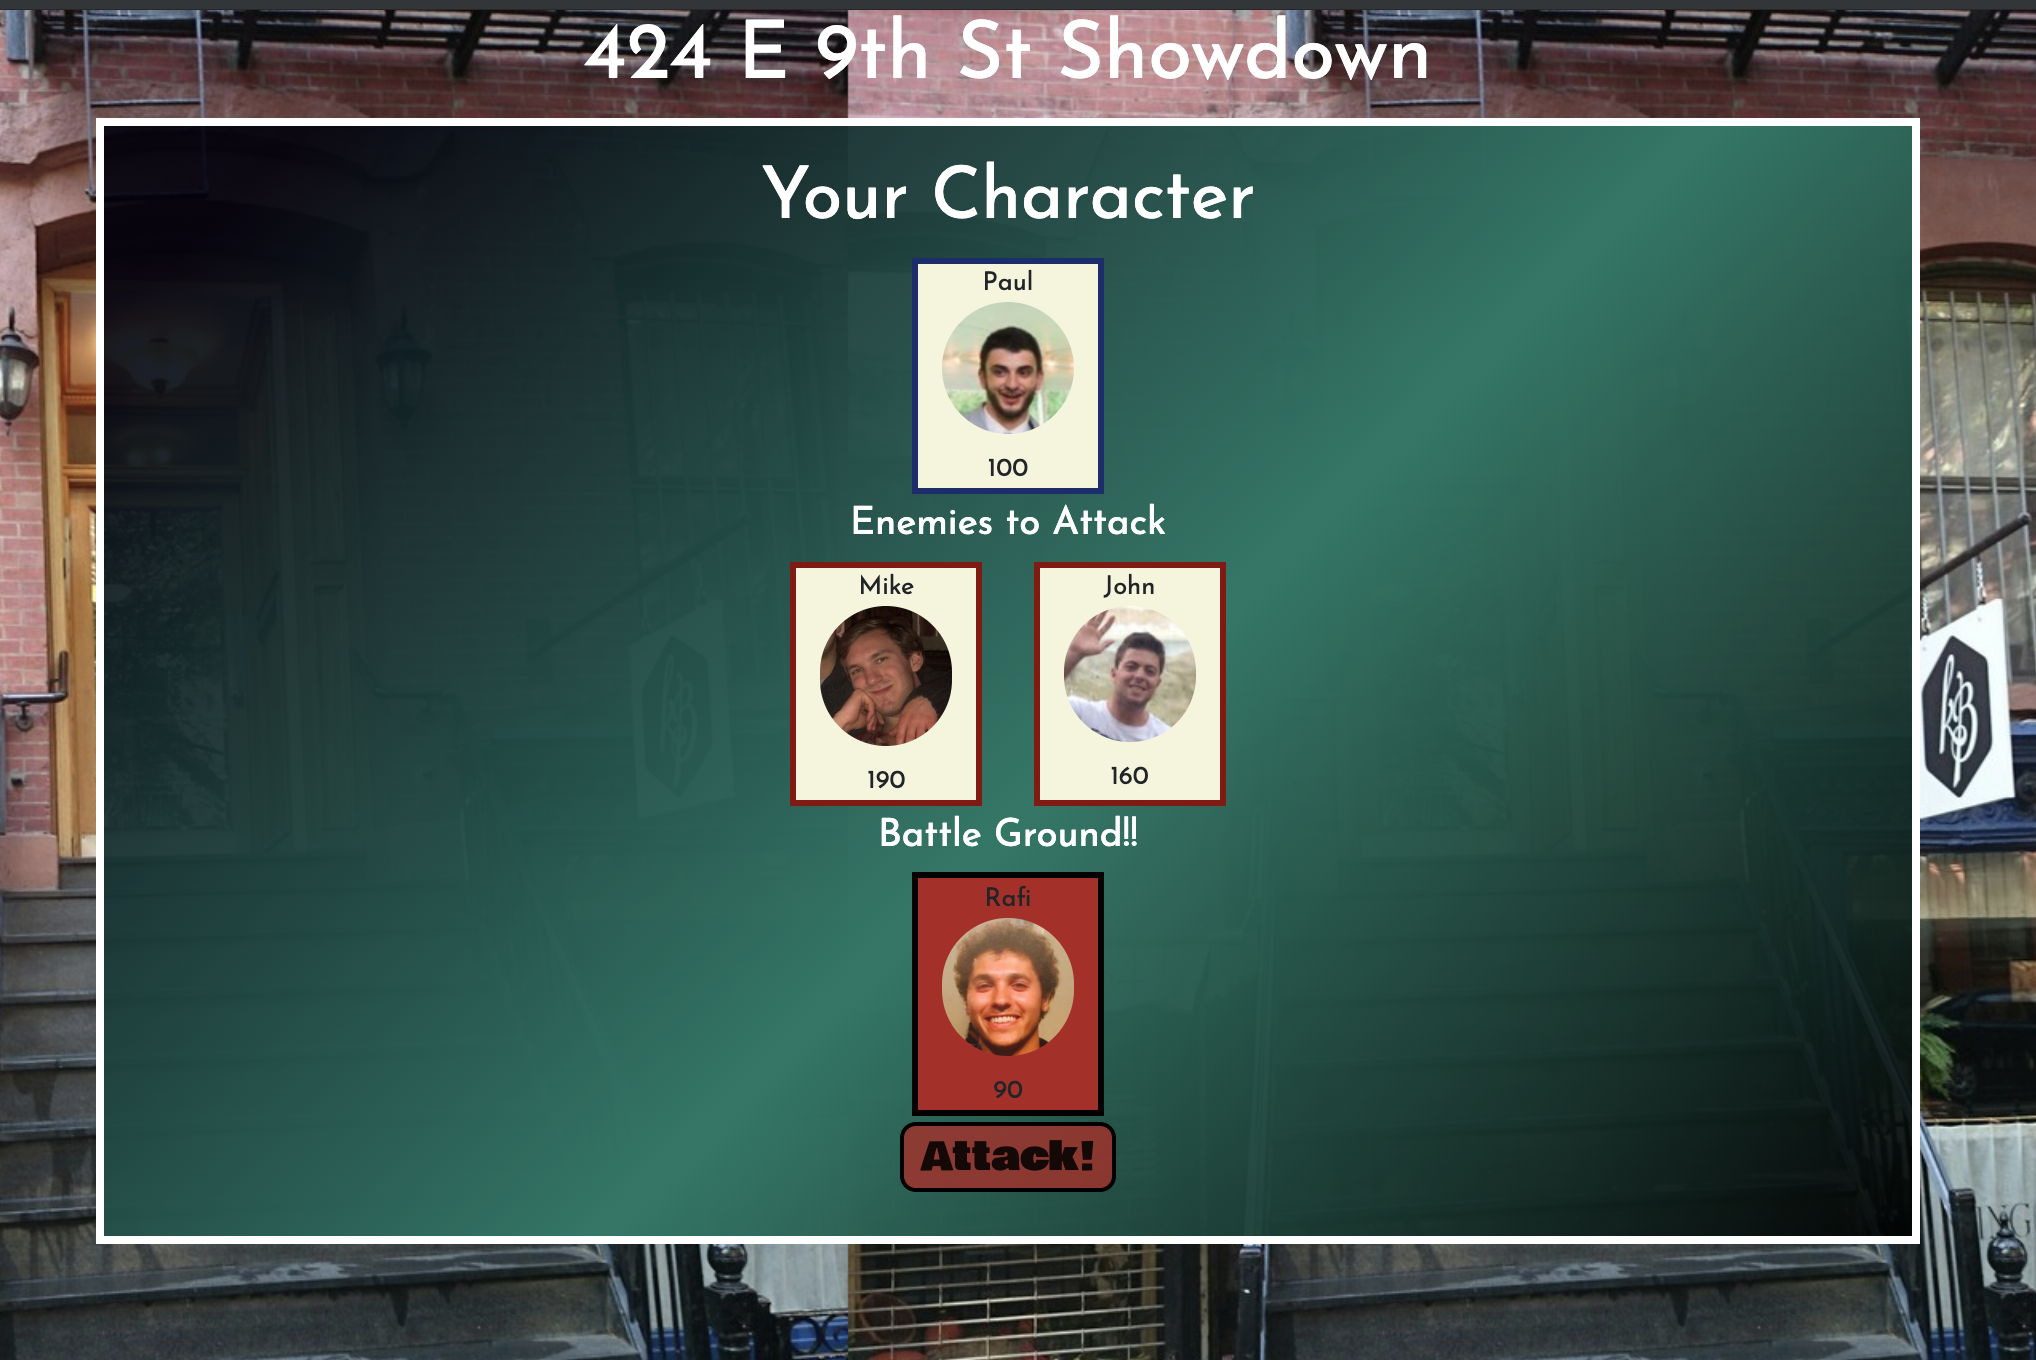 424 E 9th St Showdown
Your Character
Paul
100
Enemies to Attack
Mike
John
190
160
Battle Ground!!
Rafi
90
Attack!
kB